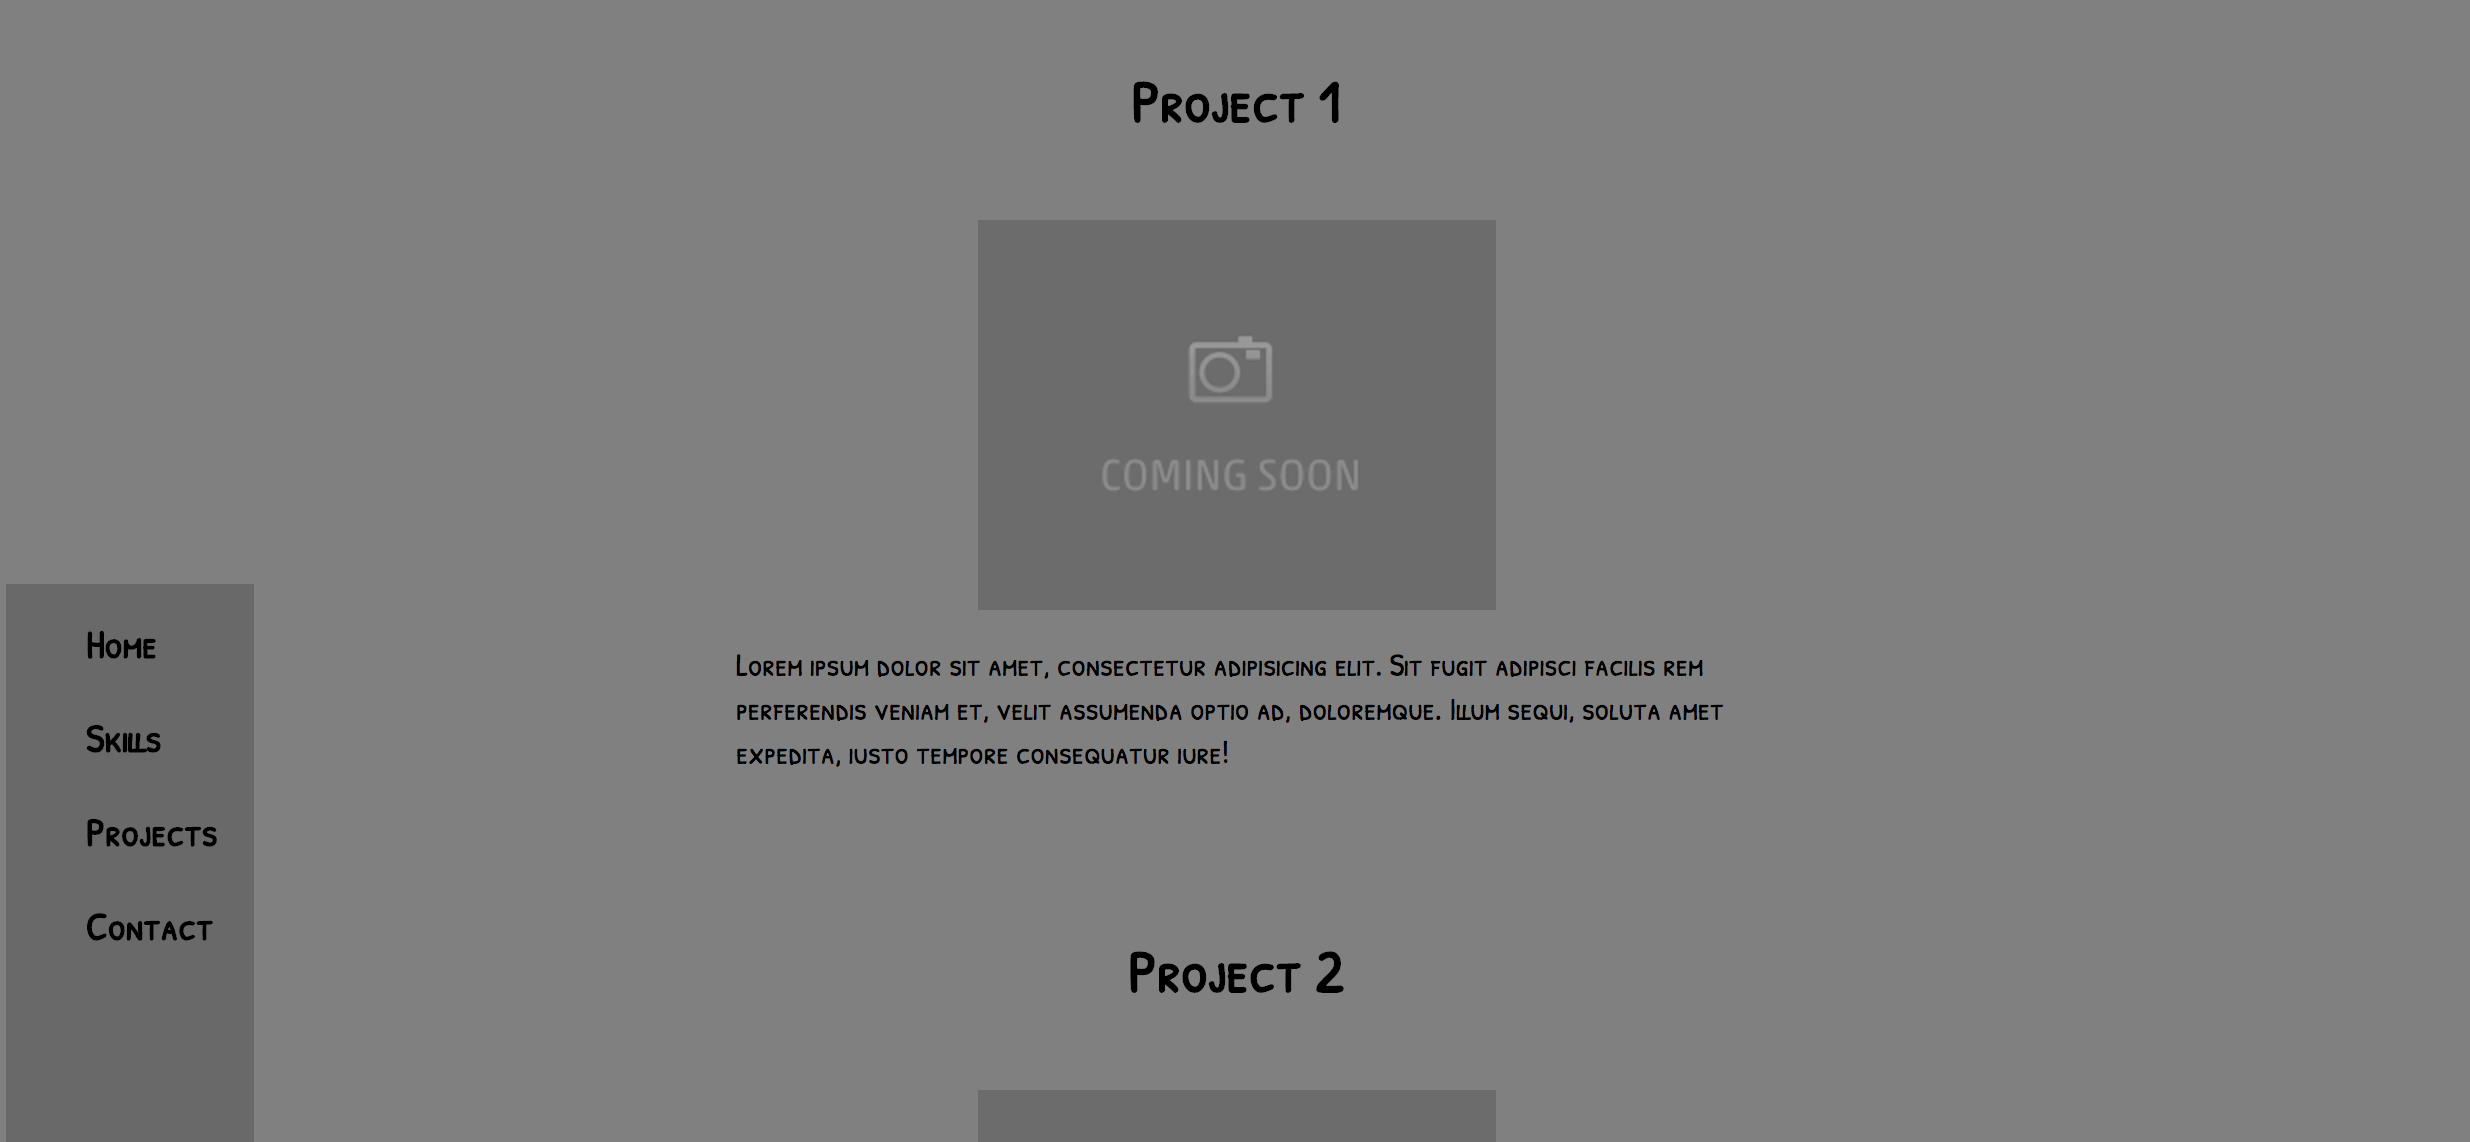 Project 1
COMING SOON
Home
Skills
Projects
Contact
Lorem ipsum dolor sit amet, consectetur adipisicing elit. Sit fugit adipisci facilis rem
perferendis veniam et, velit assumenda optio ad, doloremque. Illum sequi, soluta amet
expedita, iusto tempore consequatur iure!
Project 2